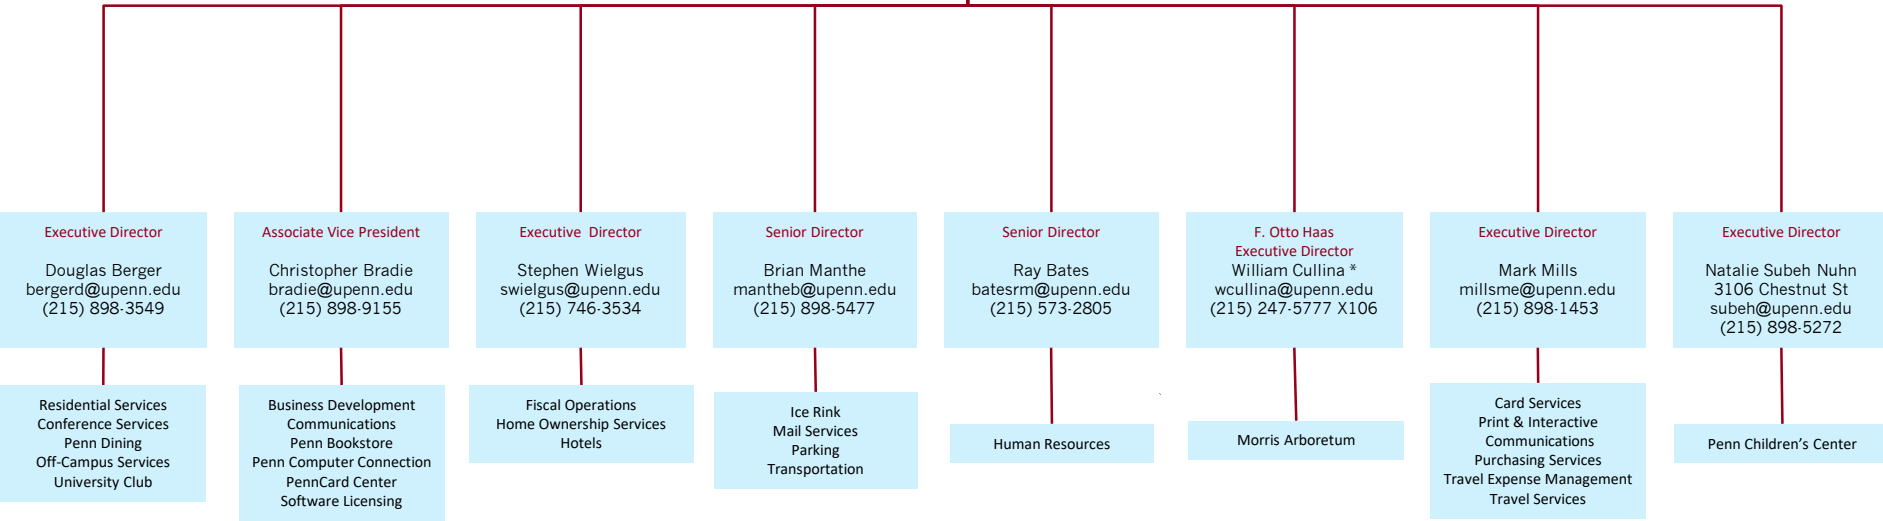 Executive Director
Douglas Berger
bergerd@upenn.edu
(215) 898-3549
Residential Services
Conference Services
Penn Dining
Off-Campus Services
University Club
Associate Vice President
Christopher Bradie
bradie@upenn.edu
(215) 898-9155
Business Development
Communications
Penn Bookstore
Penn Computer Connection
PennCard Center
Software Licensing
Executive  Director
Stephen Wielgus
swielgus@upenn.edu
(215) 746-3534
Fiscal Operations
Home Ownership Services
Hotels
Senior Director
Brian Manthe
mantheb@upenn.edu
(215) 898-5477
Ice Rink
Mail Services
Parking
Transportation
Senior Director
Ray Bates
batesrm@upenn.edu
(215) 573-2805
Human Resources
F. Otto Haas
Executive Director
William Cullina *
wcullina@upenn.edu
(215) 247-5777 X106
Morris Arboretum
Executive Director
Mark Mills
millsme@upenn.edu
(215) 898-1453
Card Services
Print & Interactive
Communications
Purchasing Services
Travel Expense Management
Travel Services
Executive Director
Natalie Subeh Nuhn
3106 Chestnut St
subeh@upenn.edu
(215) 898-5272
Penn Children’s Center